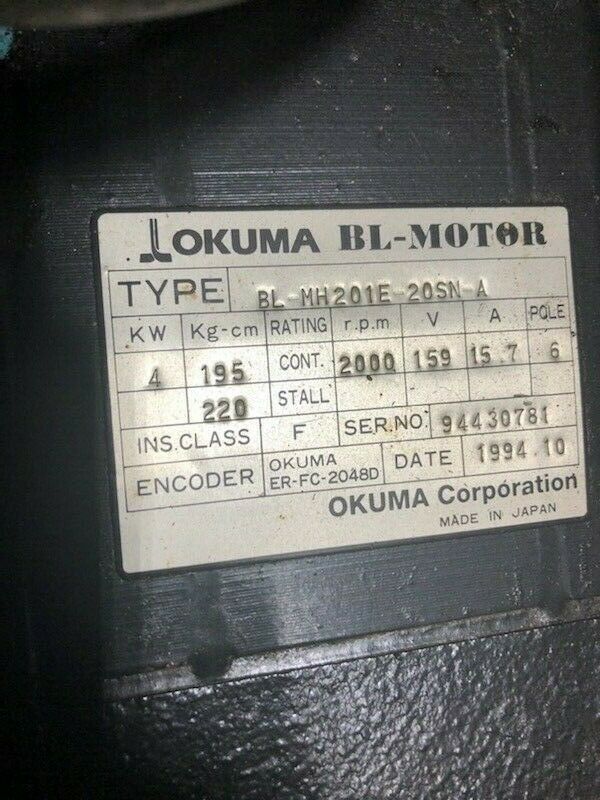 OKUMA BL-MOTOR
TYPE BL-MH201E-20SN-A
KW Kg-cm RATING r.p.m V A POLE
4 195 CONT. 2000 159 15.7 6
220 STALL
INS.CLASS F SER.NO. 94430781
ENCODER OKUMA ER-FC-2048D DATE 1994.10
OKUMA Corporation
MADE IN JAPAN